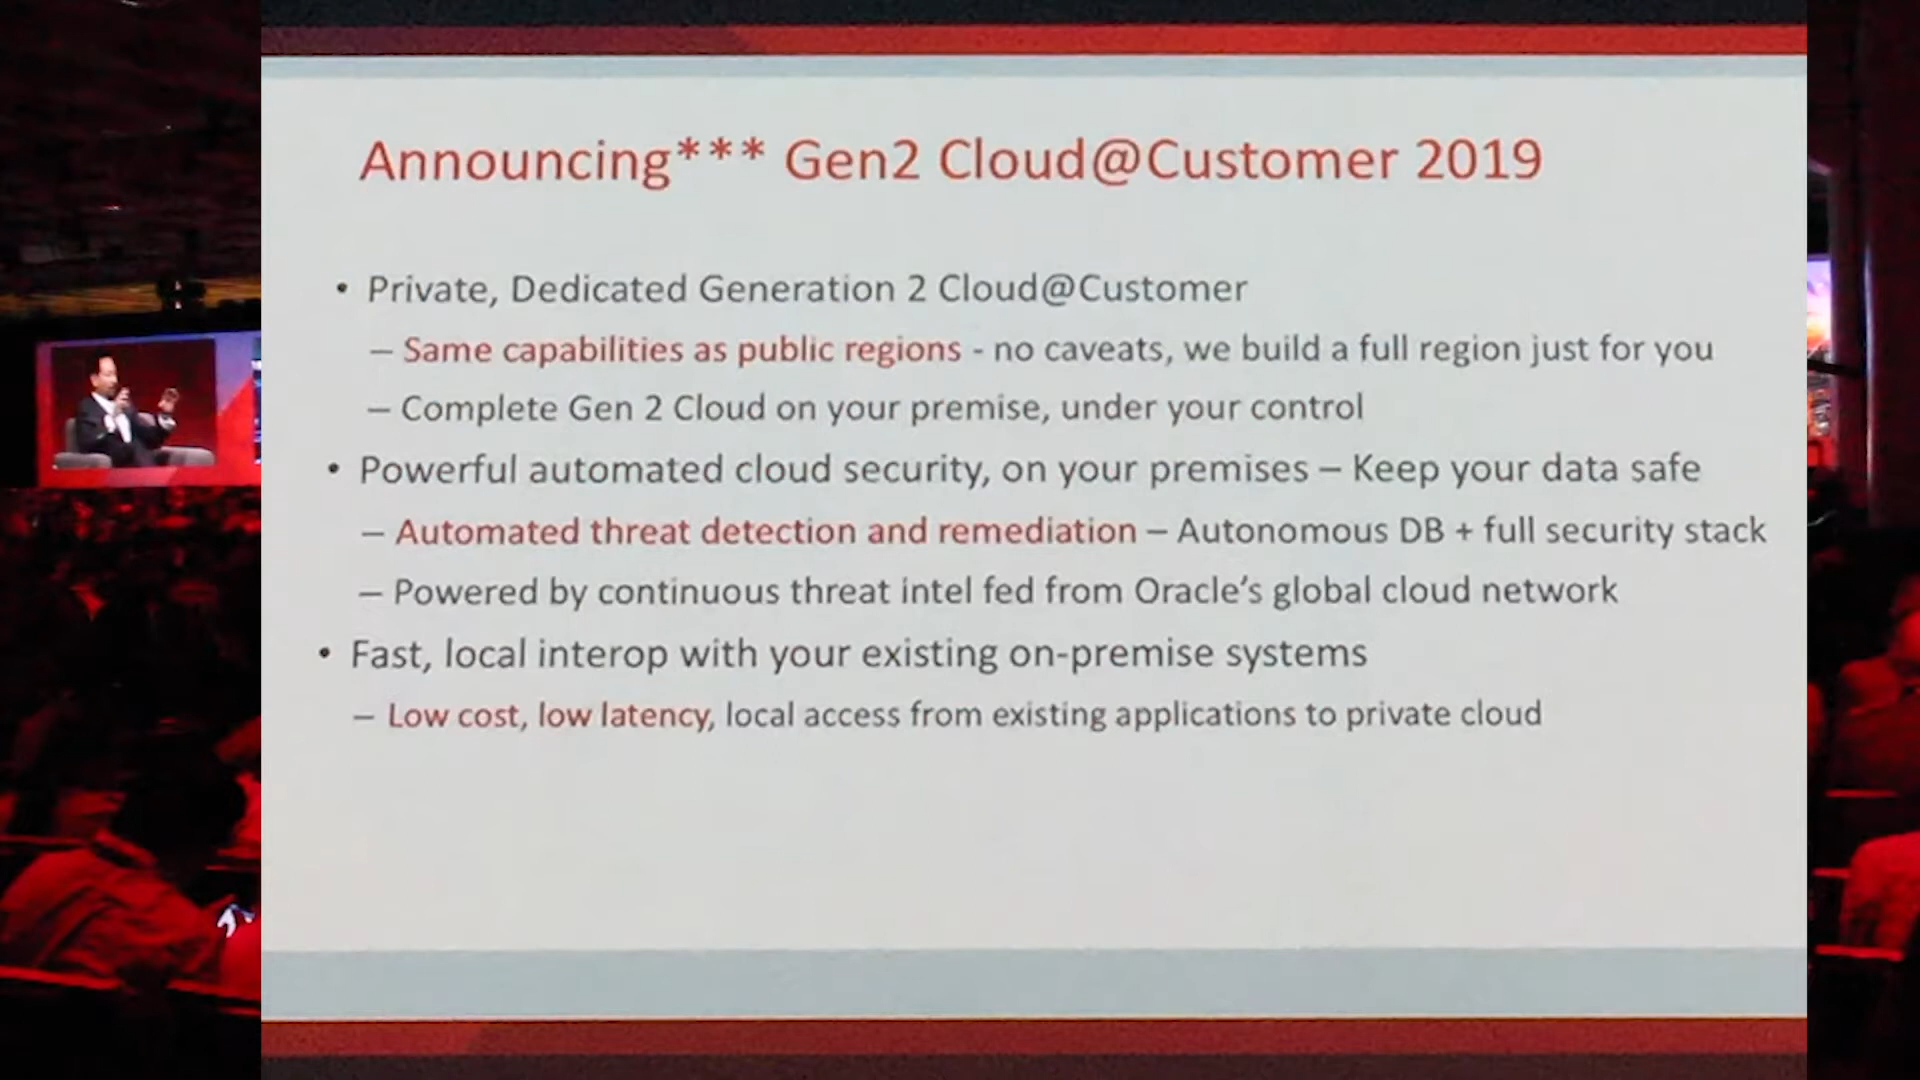 Announcing*** Gen2 Cloud@Customer 2019
• Private, Dedicated Generation 2 Cloud@Customer
– Same capabilities as public regions - no caveats, we build a full region just for you
– Complete Gen 2 Cloud on your premise, under your control
• Powerful automated cloud security, on your premises – Keep your data safe
– Automated threat detection and remediation – Autonomous DB + full security stack
– Powered by continuous threat intel fed from Oracle's global cloud network
• Fast, local interop with your existing on-premise systems
– Low cost, low latency, local access from existing applications to private cloud